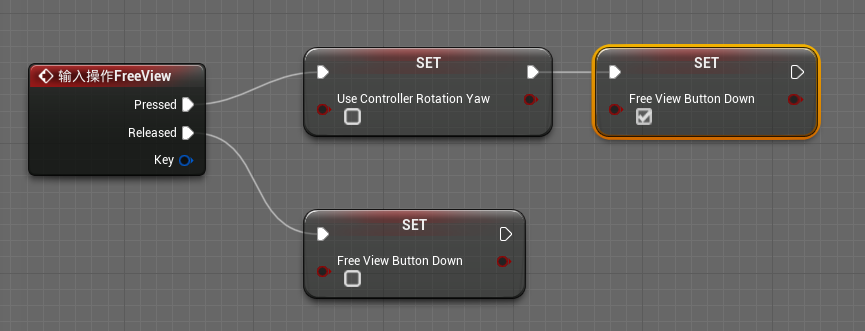 输入操作FreeView
Pressed
Released
Key
SET
Use Controller Rotation Yaw
SET
Free View Button Down
SET
Free View Button Down